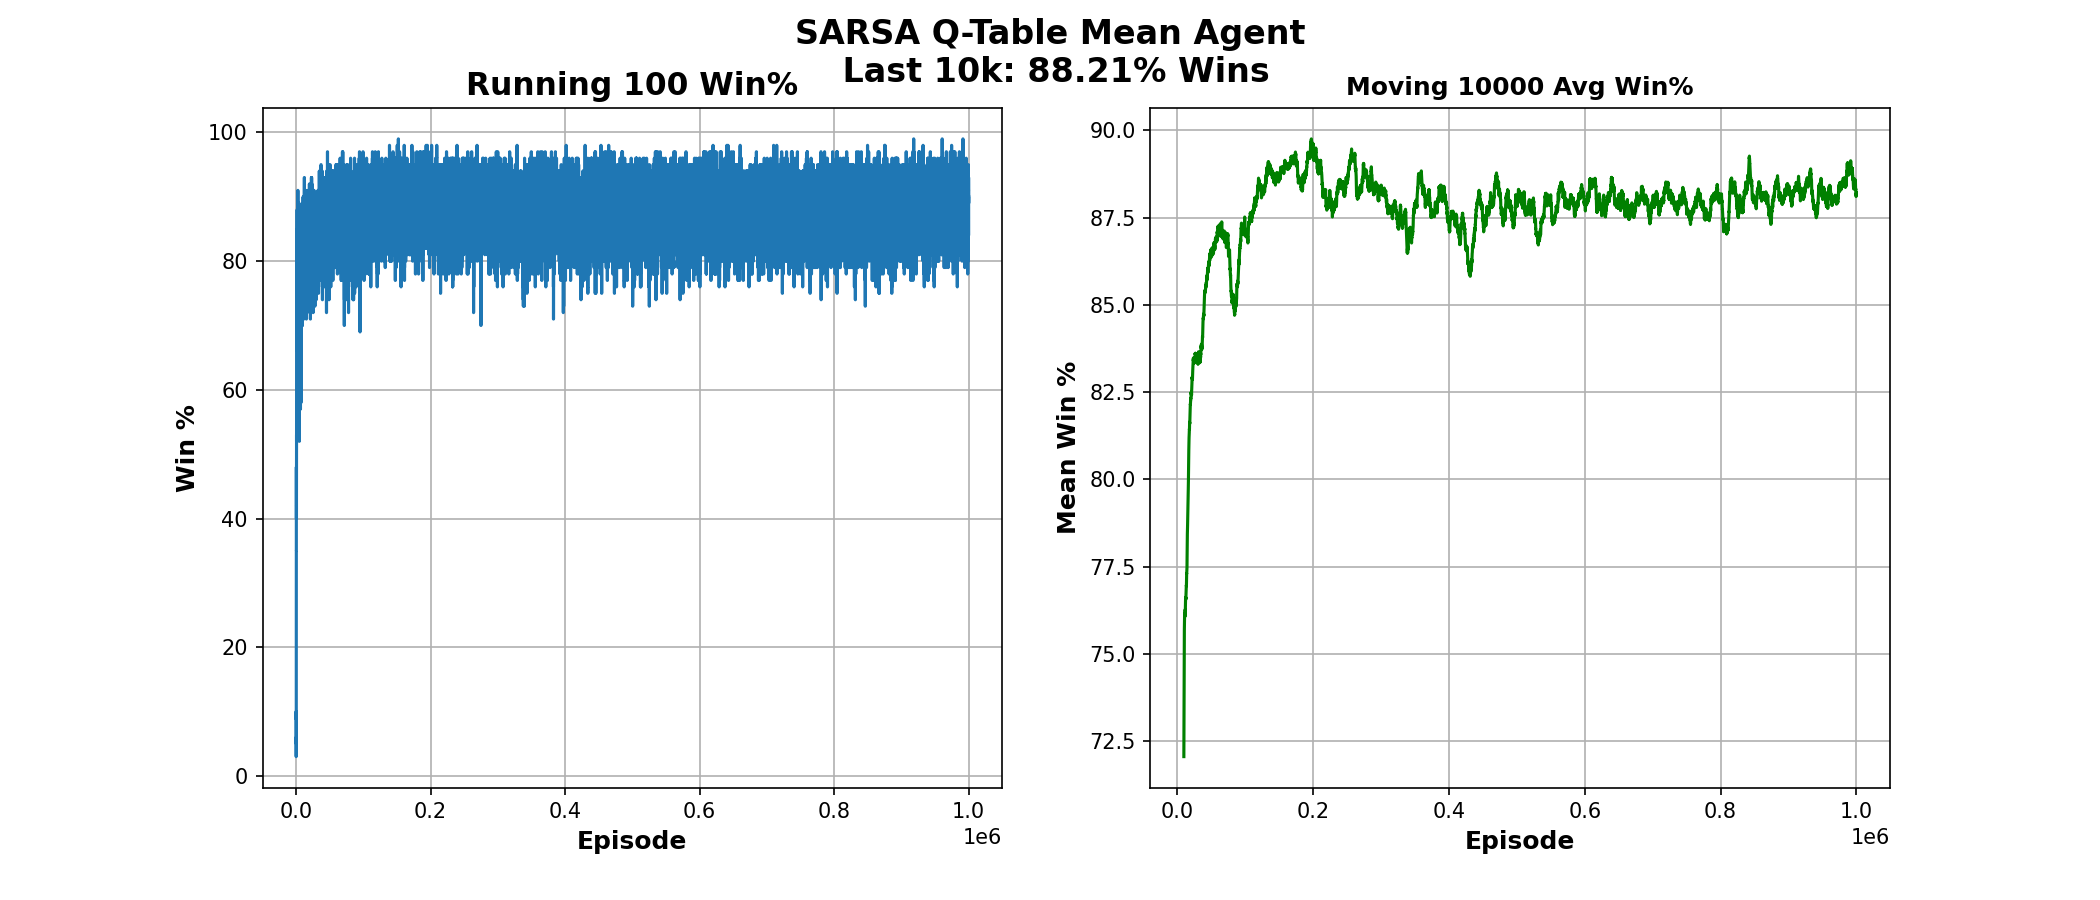 SARSA Q-Table Mean Agent
Last 10k: 88.21% Wins
Running 100 Win%
Win %
100
80
60
40
20
0
0.0 0.2 0.4 0.6 0.8 1.0
1e6
Episode
Moving 10000 Avg Win%
Mean Win %
90.0
87.5
85.0
82.5
80.0
77.5
75.0
72.5
0.0 0.2 0.4 0.6 0.8 1.0
1e6
Episode